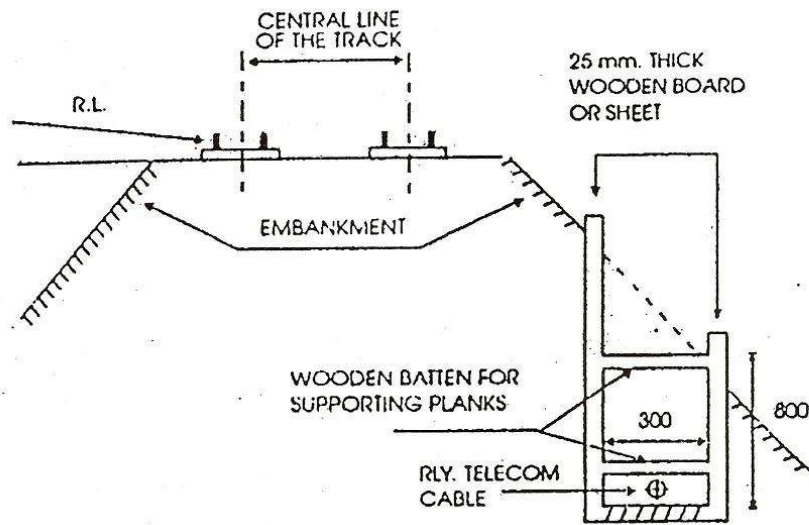 CENTRAL LINE
OF THE TRACK
25 mm. THICK
WOODEN BOARD
OR SHEET
R.L.
EMBANKMENT
WOODEN BATTEN FOR
SUPPORTING PLANKS
300
800
RLY. TELECOM
CABLE